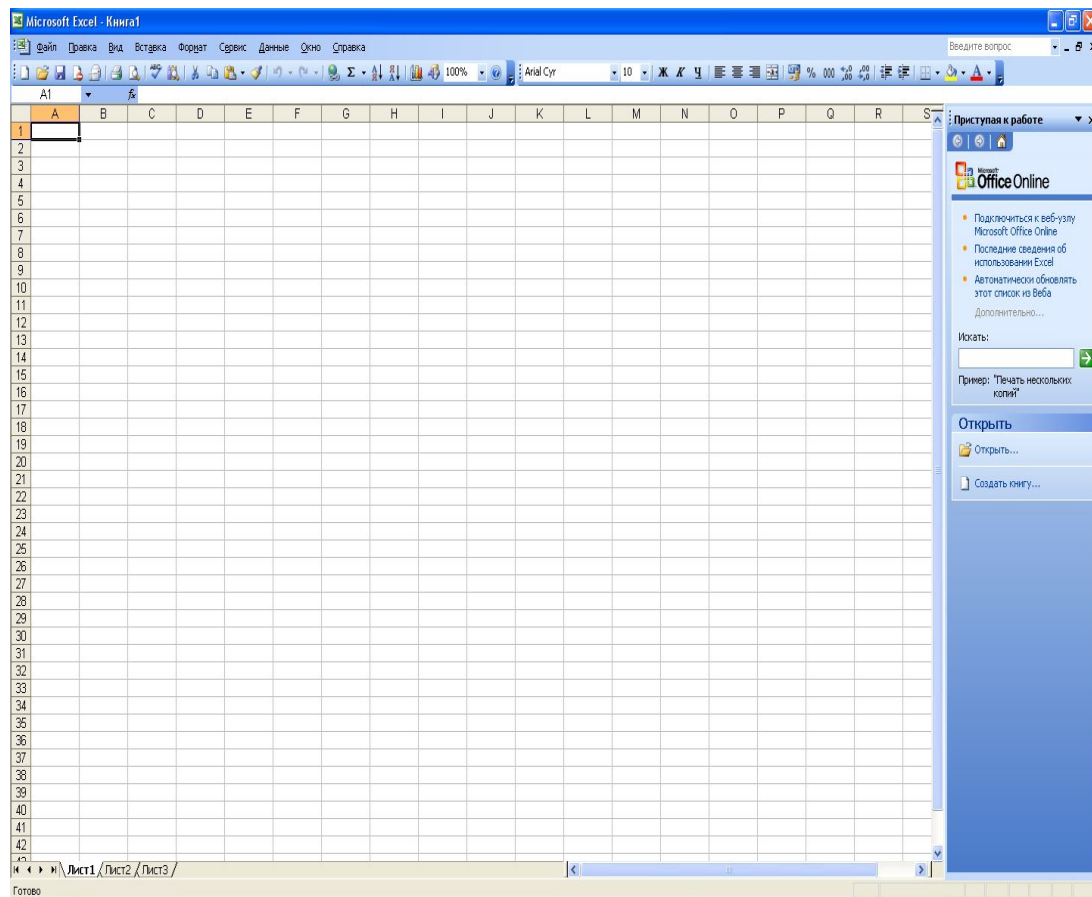 Microsoft Excel - Книга1
Файл Правка Вид Вставка Формат Сервис Данные Окно Справка
Введите вопрос
100%
Arial Cyr
10
Ж К Ч
% 000
A1
fx
A B C D E F G H I J K L M N O P Q R S
1
2
3
4
5
6
7
8
9
10
11
12
13
14
15
16
17
18
19
20
21
22
23
24
25
26
27
28
29
30
31
32
33
34
35
36
37
38
39
40
41
42
Лист1 Лист2 Лист3
Готово
Приступая к работе
Microsoft
Office Online
Подключиться к веб-узлу
Microsoft Office Online
Последние сведения об
использовании Excel
Автоматически обновлять
этот список из Веба
Дополнительно...
Искать:
Пример: "Печать нескольких
копий"
Открыть
Открыть...
Создать книгу...